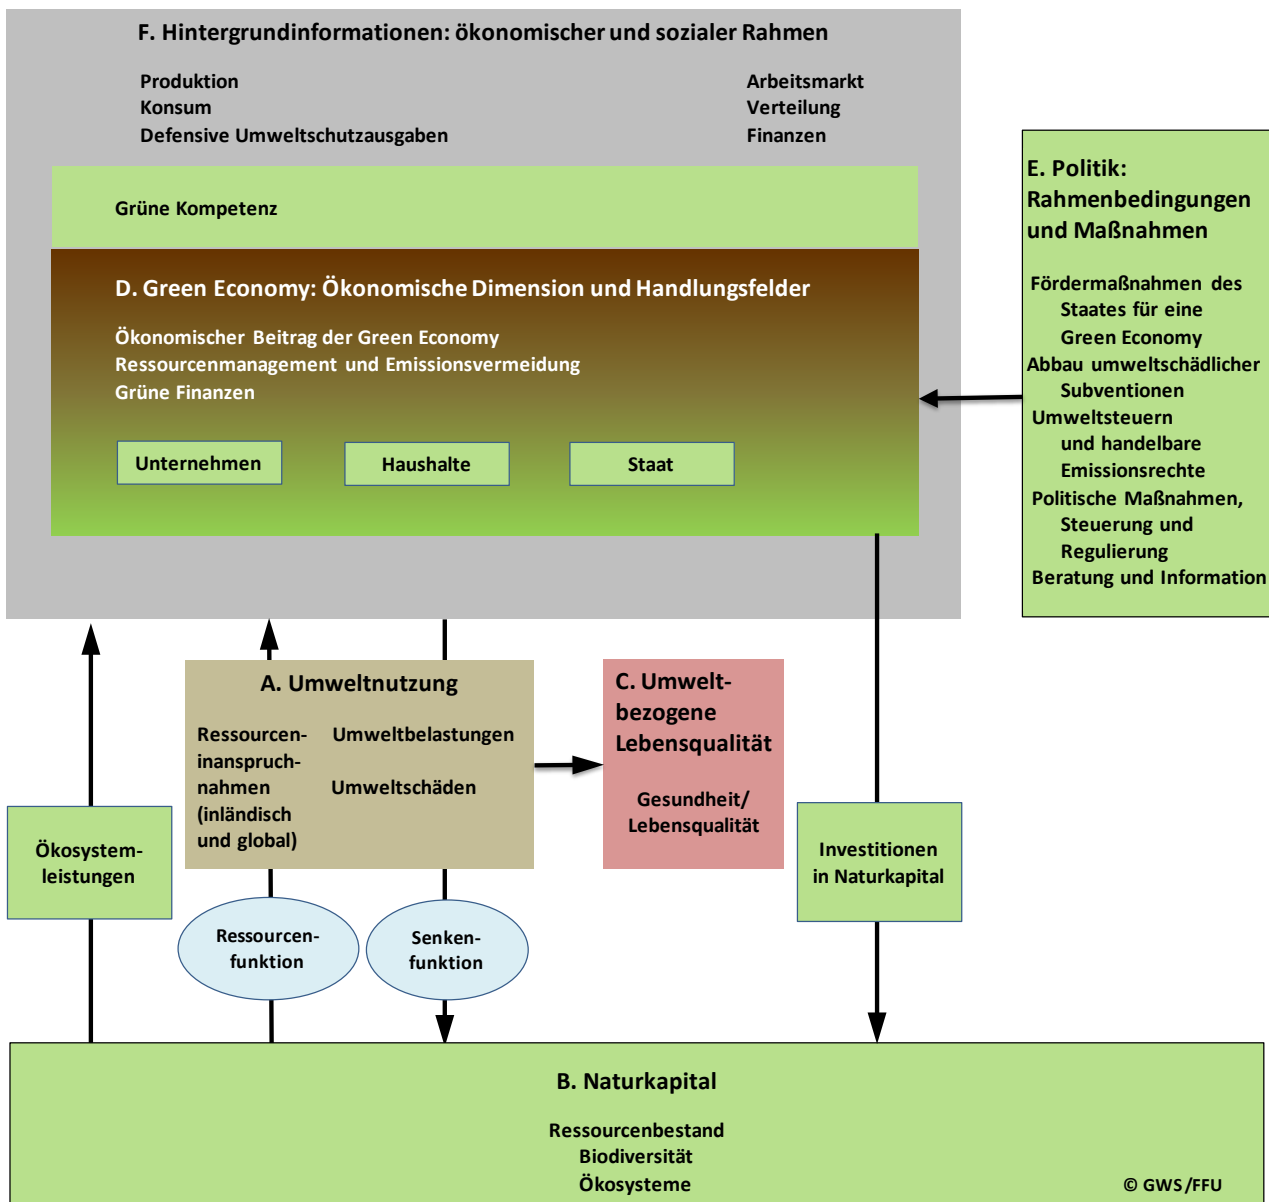 F. Hintergrundinformationen: ökonomischer und sozialer Rahmen
Produktion
Konsum
Defensive Umweltschutzausgaben
Arbeitsmarkt
Verteilung
Finanzen
Grüne Kompetenz
D. Green Economy: Ökonomische Dimension und Handlungsfelder
Ökonomischer Beitrag der Green Economy
Ressourcenmanagement und Emissionsvermeidung
Grüne Finanzen
Unternehmen
Haushalte
Staat
E. Politik:
Rahmenbedingungen
und Maßnahmen
Fördermaßnahmen des
Staates für eine
Green Economy
Abbau umweltschädlicher
Subventionen
Umweltsteuern
und handelbare
Emissionsrechte
Politische Maßnahmen,
Steuerung und
Regulierung
Beratung und Information
A. Umweltnutzung
Ressourcen-
inanspruch-
nahmen
(inländisch
und global)
Umweltbelastungen
Umweltschäden
C. Umwelt-
bezogene
Lebensqualität
Gesundheit/
Lebensqualität
Ökosystem-
leistungen
Investitionen
in Naturkapital
Ressourcen-
funktion
Senken-
funktion
B. Naturkapital
Ressourcenbestand
Biodiversität
Ökosysteme
© GWS/FFU